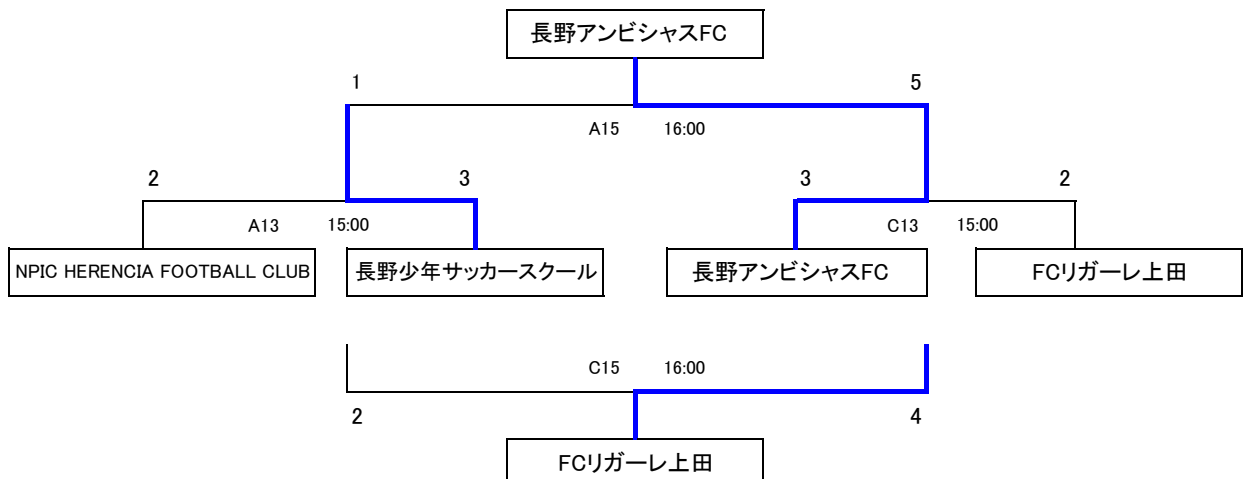 長野アンビシャスFC
1 5
A15 16:00
2 3 3 2
A13 15:00 C13 15:00
NPIC HERENCIA FOOTBALL CLUB 長野少年サッカースクール 長野アンビシャスFC FCリガーレ上田
C15 16:00
2 4
FCリガーレ上田